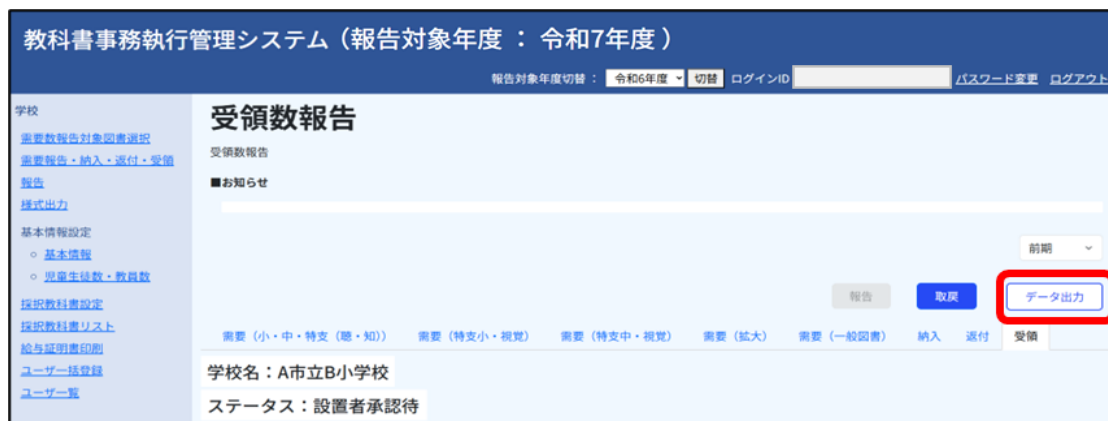 教科書事務執行管理システム（報告対象年度 ： 令和7年度 ）
報告対象年度切替 ： 令和6年度 切替 ログインID パスワード変更 ログアウト
学校
需要数報告対象図書選択
需要報告・納入・返付・受領
報告
様式出力
基本情報設定
基本情報
児童生徒数・教員数
採択教科書設定
採択教科書リスト
給与証明書印刷
ユーザー括登録
ユーザ一覧
受領数報告
受領数報告
■お知らせ
前期
報告 取戻 データ出力
需要（小・中・特支（聴・知）） 需要（特支小・視覚） 需要（特支中・視覚） 需要（拡大） 需要（一般図書） 納入 返付 受領
学校名：A市立B小学校
ステータス：設置者承認待